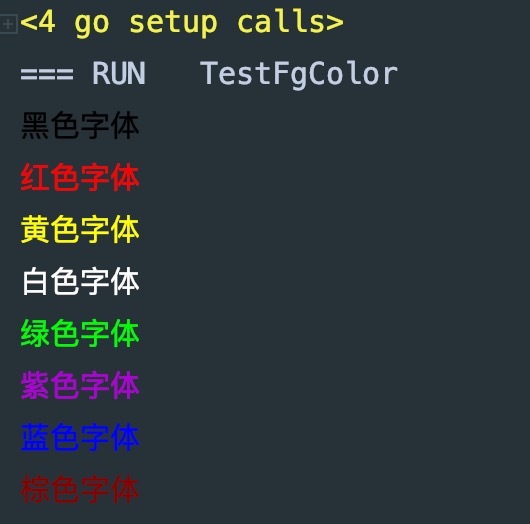 <4 go setup calls>
=== RUN   TestFgColor
黑色字体
红色字体
黄色字体
白色字体
绿色字体
紫色字体
蓝色字体
棕色字体